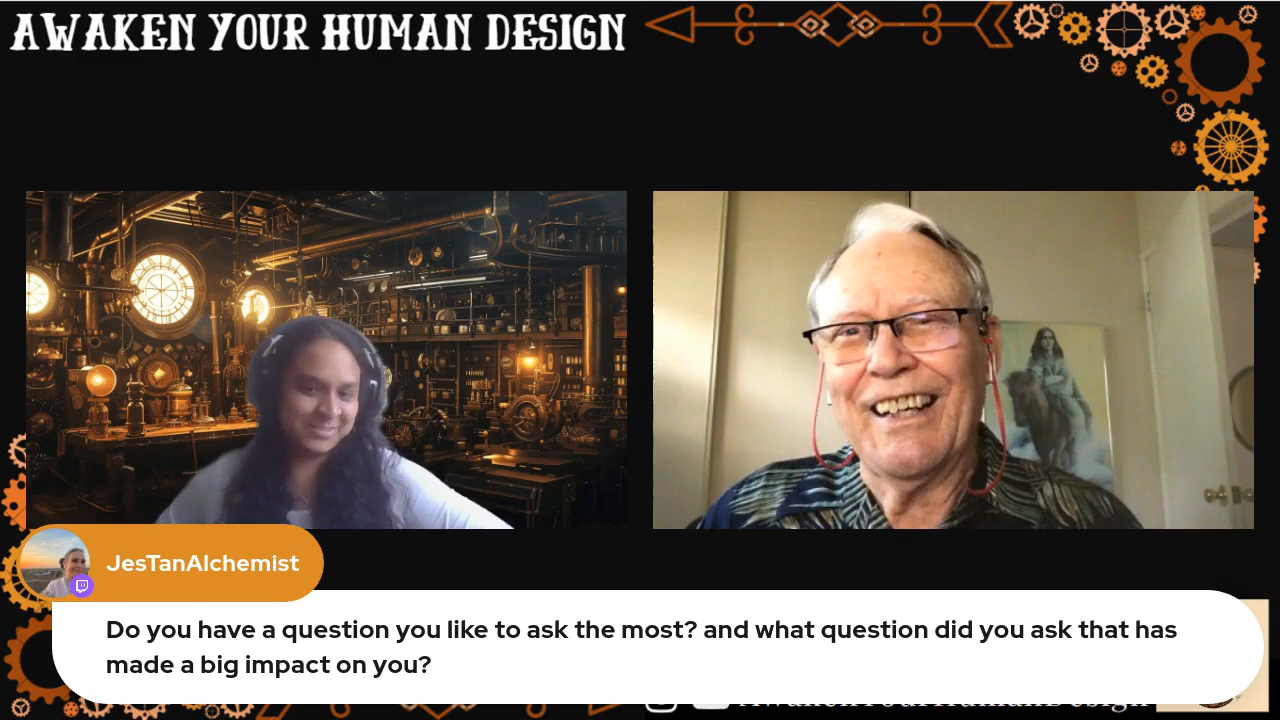 AWAKEN YOUR HUMAN DESIGN
JesTanAlchemist
Do you have a question you like to ask the most? and what question did you ask that has
made a big impact on you?
AwakenYourHumanDesign